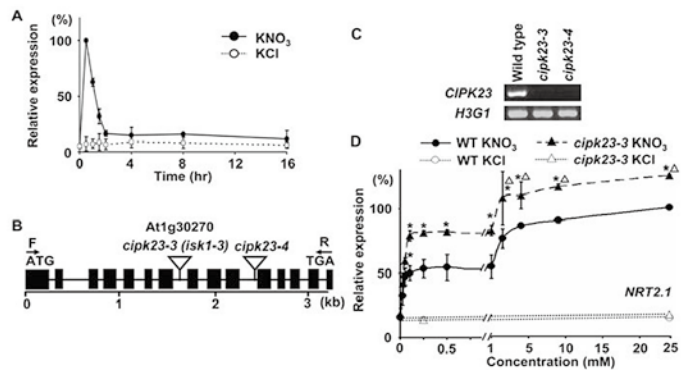 A
(%)
100
50
0
Relative expression
0 4 8 12 16
Time (hr)
KNO3
KCl
B
At1g30270
F cipk23-3 (isk1-3) cipk23-4 R
ATG TGA
0 1 2 3 (kb)
C
Wild type
cipk23-3
cipk23-4
CIPK23
H3G1
D
WT KNO3 cipk23-3 KNO3
WT KCl cipk23-3 KCl
(%)
100
50
0
Relative expression
NRT2.1
0 0.5 1 5 10 15 20 25
Concentration (mM)